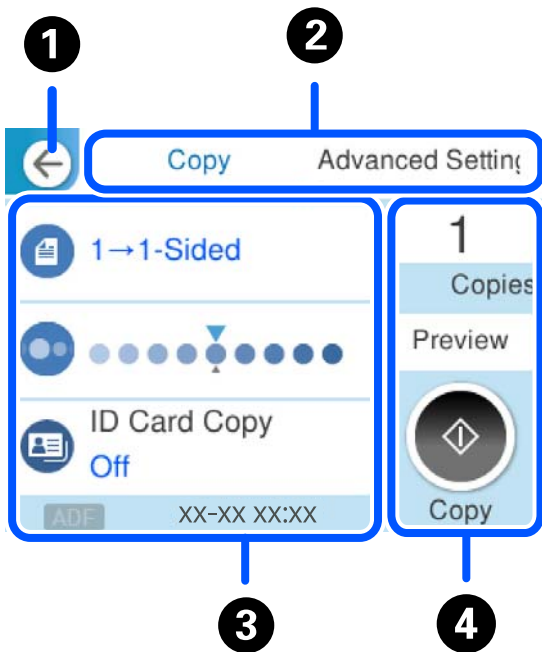 1
2
Copy
Advanced Setting
1→1-Sided
1
Copies
Preview
ID Card Copy
Off
Copy
ADF
XX-XX XX:XX
3
4